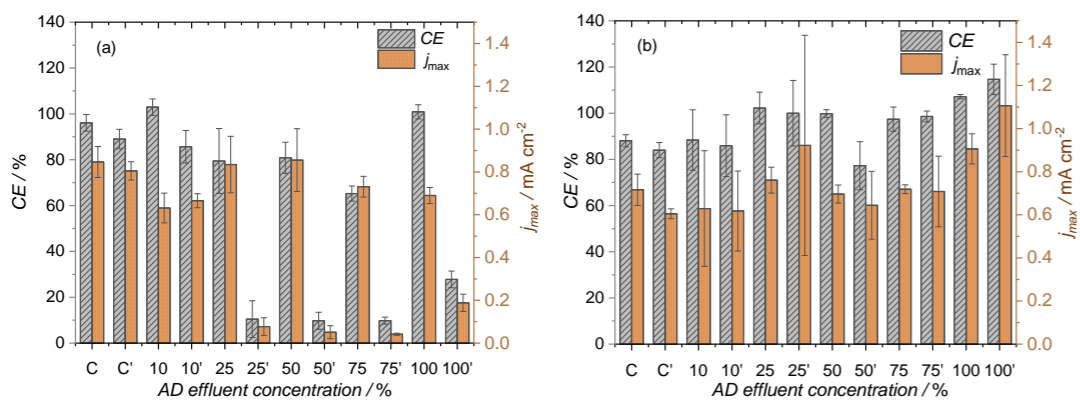 (a)
CE
j max
CE / %
140
120
100
80
60
40
20
0
1.4
1.2
1.0
0.8
0.6
0.4
0.2
0.0
j max / mA cm-2
C C' 10 10' 25 25' 50 50' 75 75' 100 100'
AD effluent concentration / %
(b)
CE
j max
CE / %
140
120
100
80
60
40
20
0
1.4
1.2
1.0
0.8
0.6
0.4
0.2
0.0
j max / mA cm-2
C C' 10 10' 25 25' 50 50' 75 75' 100 100'
AD effluent concentration / %